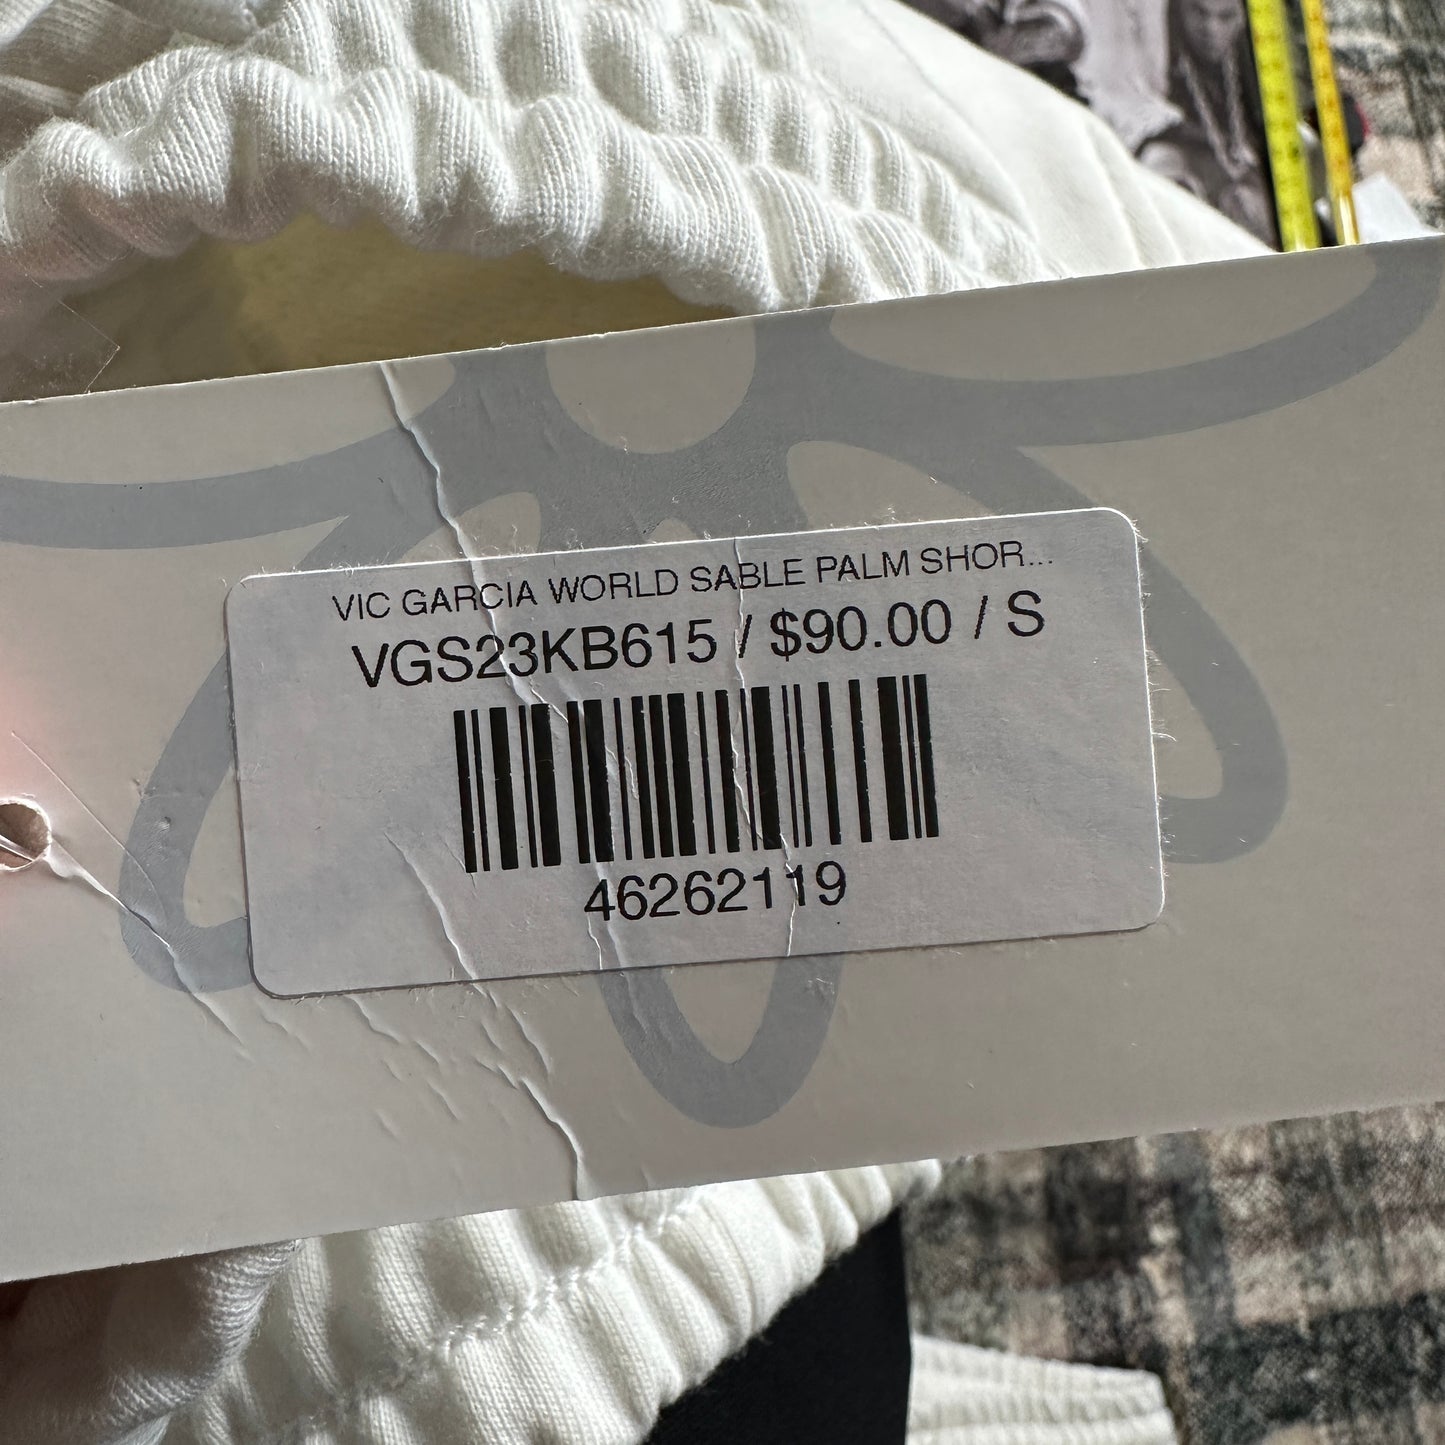 VIC GARCIA WORLD SABLE PALM SHOR...
VGS23KB615 / $90.00 / S
46262119